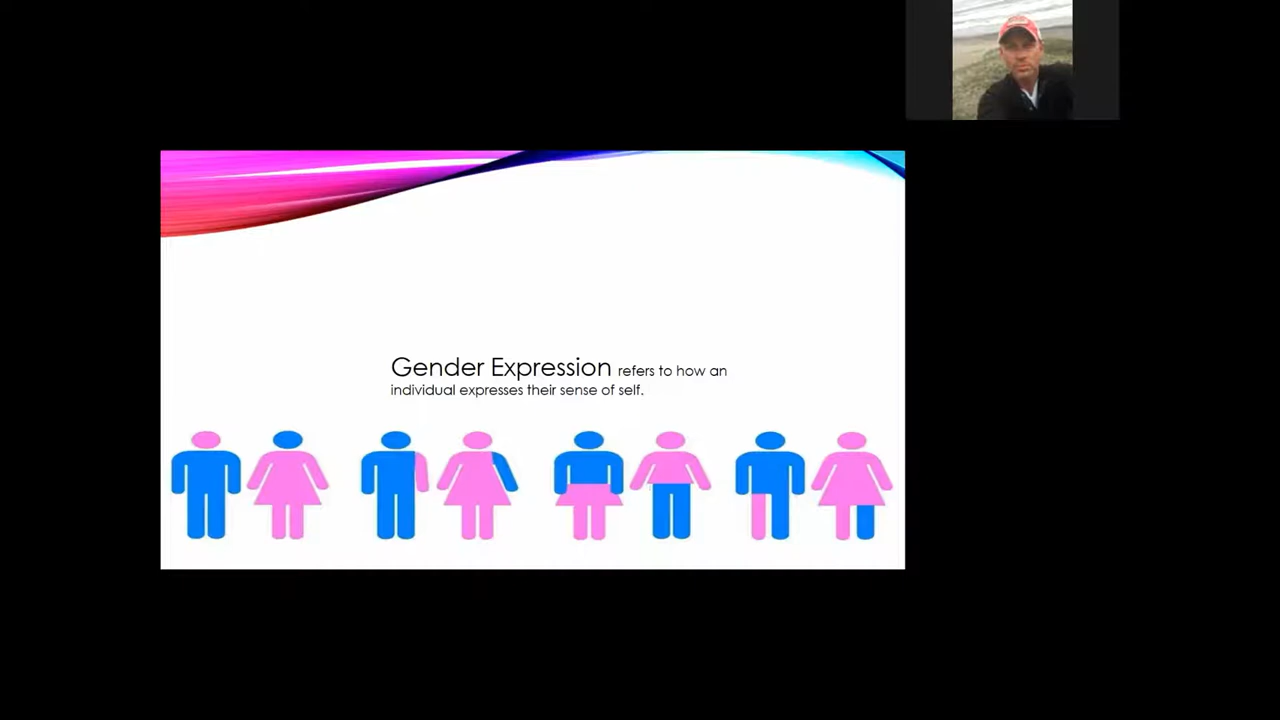 Gender Expression refers to how an
individual expresses their sense of self.